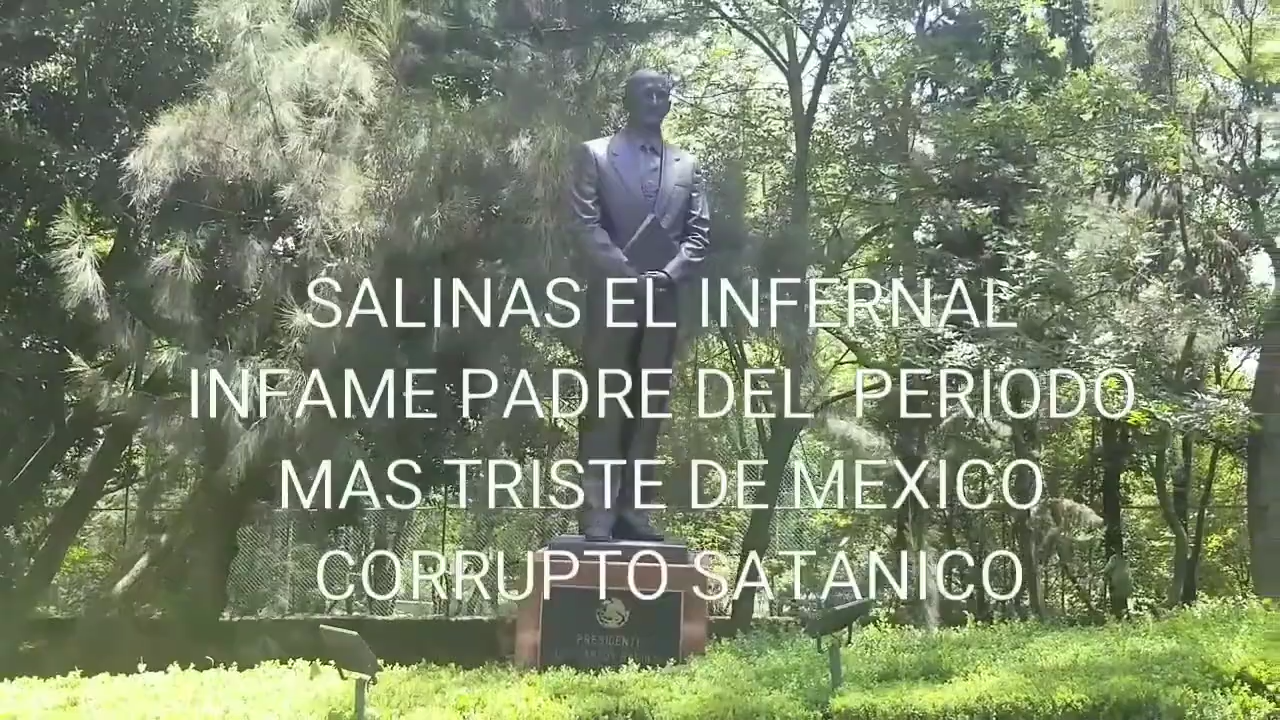 SALINAS EL INFERNAL
INFAME PADRE DEL PERIODO
MAS TRISTE DE MEXICO
CORRUPTO SATÁNICO
PRESIDENTE